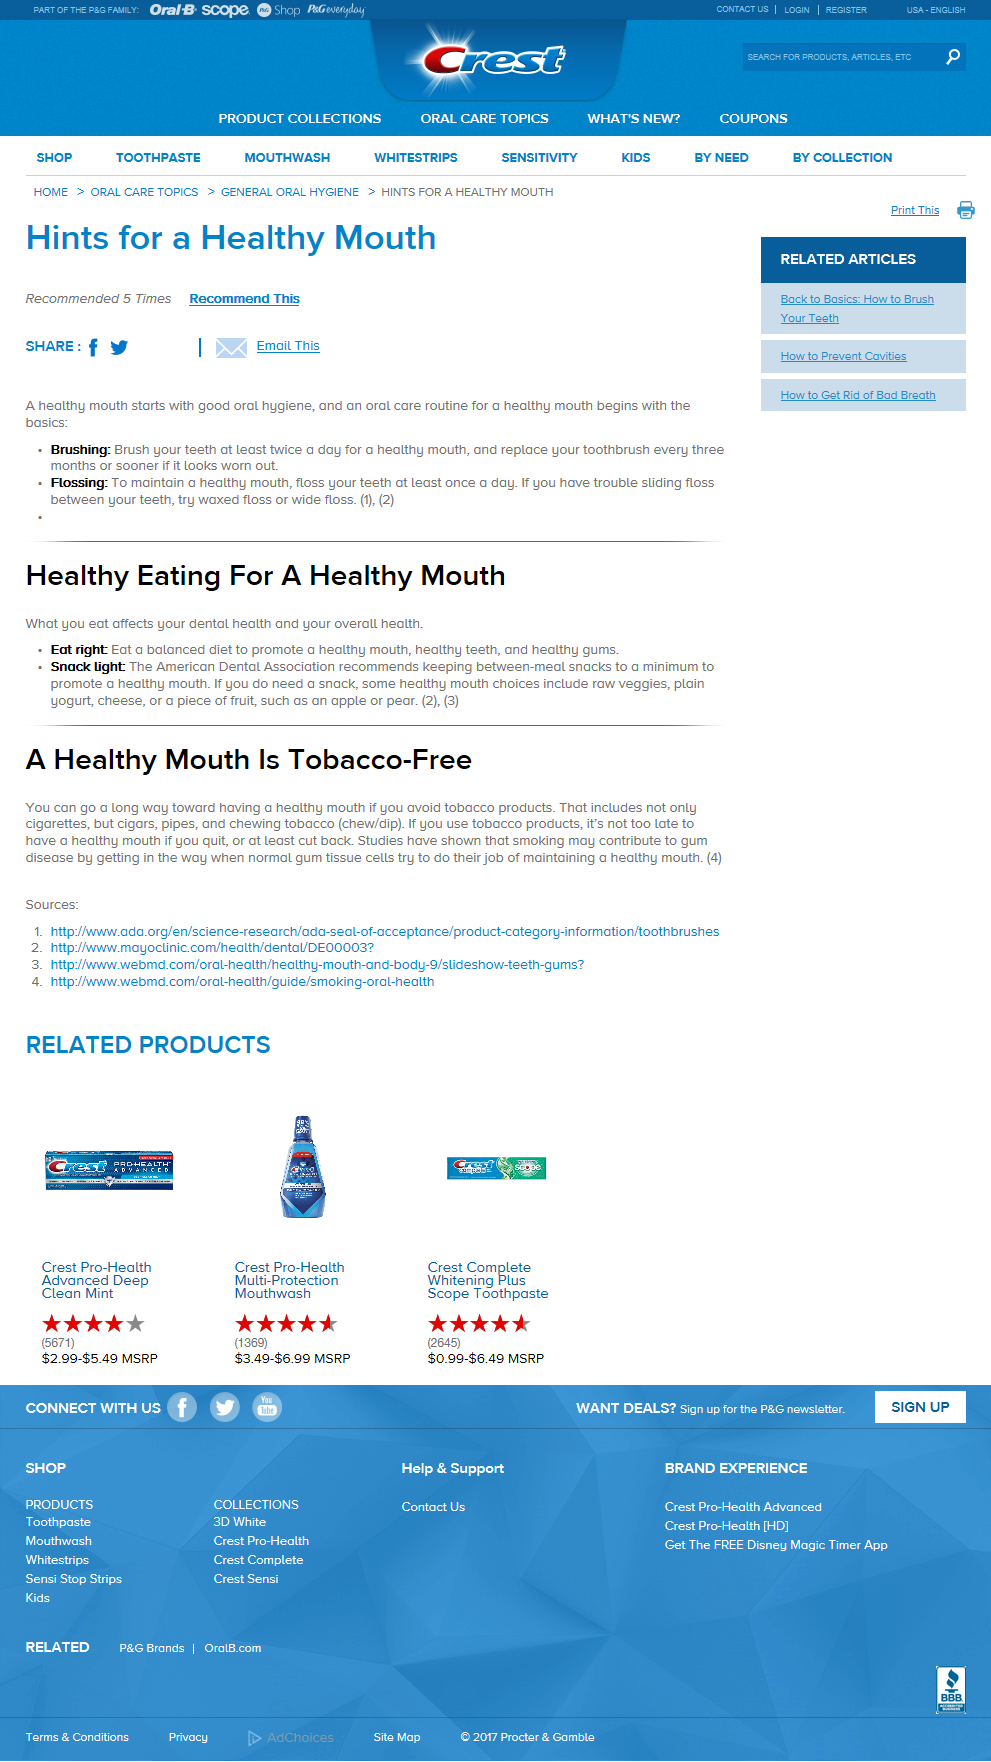 PART OF THE P&G FAMILY: Oral-B scope P&G Shop P&G everyday
CONTACT US | LOGIN | REGISTER USA - ENGLISH
Crest
SEARCH FOR PRODUCTS, ARTICLES, ETC
PRODUCT COLLECTIONS ORAL CARE TOPICS WHAT'S NEW? COUPONS
SHOP TOOTHPASTE MOUTHWASH WHITESTRIPS SENSITIVITY KIDS BY NEED BY COLLECTION
HOME > ORAL CARE TOPICS > GENERAL ORAL HYGIENE > HINTS FOR A HEALTHY MOUTH
Print This
Hints for a Healthy Mouth
Recommended 5 Times Recommend This
SHARE : | Email This
RELATED ARTICLES
Back to Basics: How to Brush
Your Teeth
How to Prevent Cavities
How to Get Rid of Bad Breath
A healthy mouth starts with good oral hygiene, and an oral care routine for a healthy mouth begins with the
basics:
• Brushing: Brush your teeth at least twice a day for a healthy mouth, and replace your toothbrush every three
months or sooner if it looks worn out.
• Flossing: To maintain a healthy mouth, floss your teeth at least once a day. If you have trouble sliding floss
between your teeth, try waxed floss or wide floss. (1), (2)
•
Healthy Eating For A Healthy Mouth
What you eat affects your dental health and your overall health.
• Eat right: Eat a balanced diet to promote a healthy mouth, healthy teeth, and healthy gums.
• Snack light: The American Dental Association recommends keeping between-meal snacks to a minimum to
promote a healthy mouth. If you do need a snack, some healthy mouth choices include raw veggies, plain
yogurt, cheese, or a piece of fruit, such as an apple or pear. (2), (3)
A Healthy Mouth Is Tobacco-Free
You can go a long way toward having a healthy mouth if you avoid tobacco products. That includes not only
cigarettes, but cigars, pipes, and chewing tobacco (chew/dip). If you use tobacco products, it's not too late to
have a healthy mouth if you quit, or at least cut back. Studies have shown that smoking may contribute to gum
disease by getting in the way when normal gum tissue cells try to do their job of maintaining a healthy mouth. (4)
Sources:
1. http://www.ada.org/en/science-research/ada-seal-of-acceptance/product-category-information/toothbrushes
2. http://www.mayoclinic.com/health/dental/DE00003?
3. http://www.webmd.com/oral-health/healthy-mouth-and-body-9/slideshow-teeth-gums?
4. http://www.webmd.com/oral-health/guide/smoking-oral-health
RELATED PRODUCTS
Crest PRO-HEALTH
ADVANCED
Crest scope
Crest Pro-Health
Advanced Deep
Clean Mint
(5671)
$2.99-$5.49 MSRP
Crest Pro-Health
Multi-Protection
Mouthwash
(1369)
$3.49-$6.99 MSRP
Crest Complete
Whitening Plus
Scope Toothpaste
(2645)
$0.99-$6.49 MSRP
CONNECT WITH US You Tube
WANT DEALS? Sign up for the P&G newsletter. SIGN UP
SHOP
PRODUCTS
Toothpaste
Mouthwash
Whitestrips
Sensi Stop Strips
Kids
COLLECTIONS
3D White
Crest Pro-Health
Crest Complete
Crest Sensi
Help & Support
Contact Us
BRAND EXPERIENCE
Crest Pro-Health Advanced
Crest Pro-Health [HD]
Get The FREE Disney Magic Timer App
RELATED P&G Brands | OralB.com
BBB
ACCREDITED
BUSINESS
Terms & Conditions Privacy AdChoices Site Map © 2017 Procter & Gamble